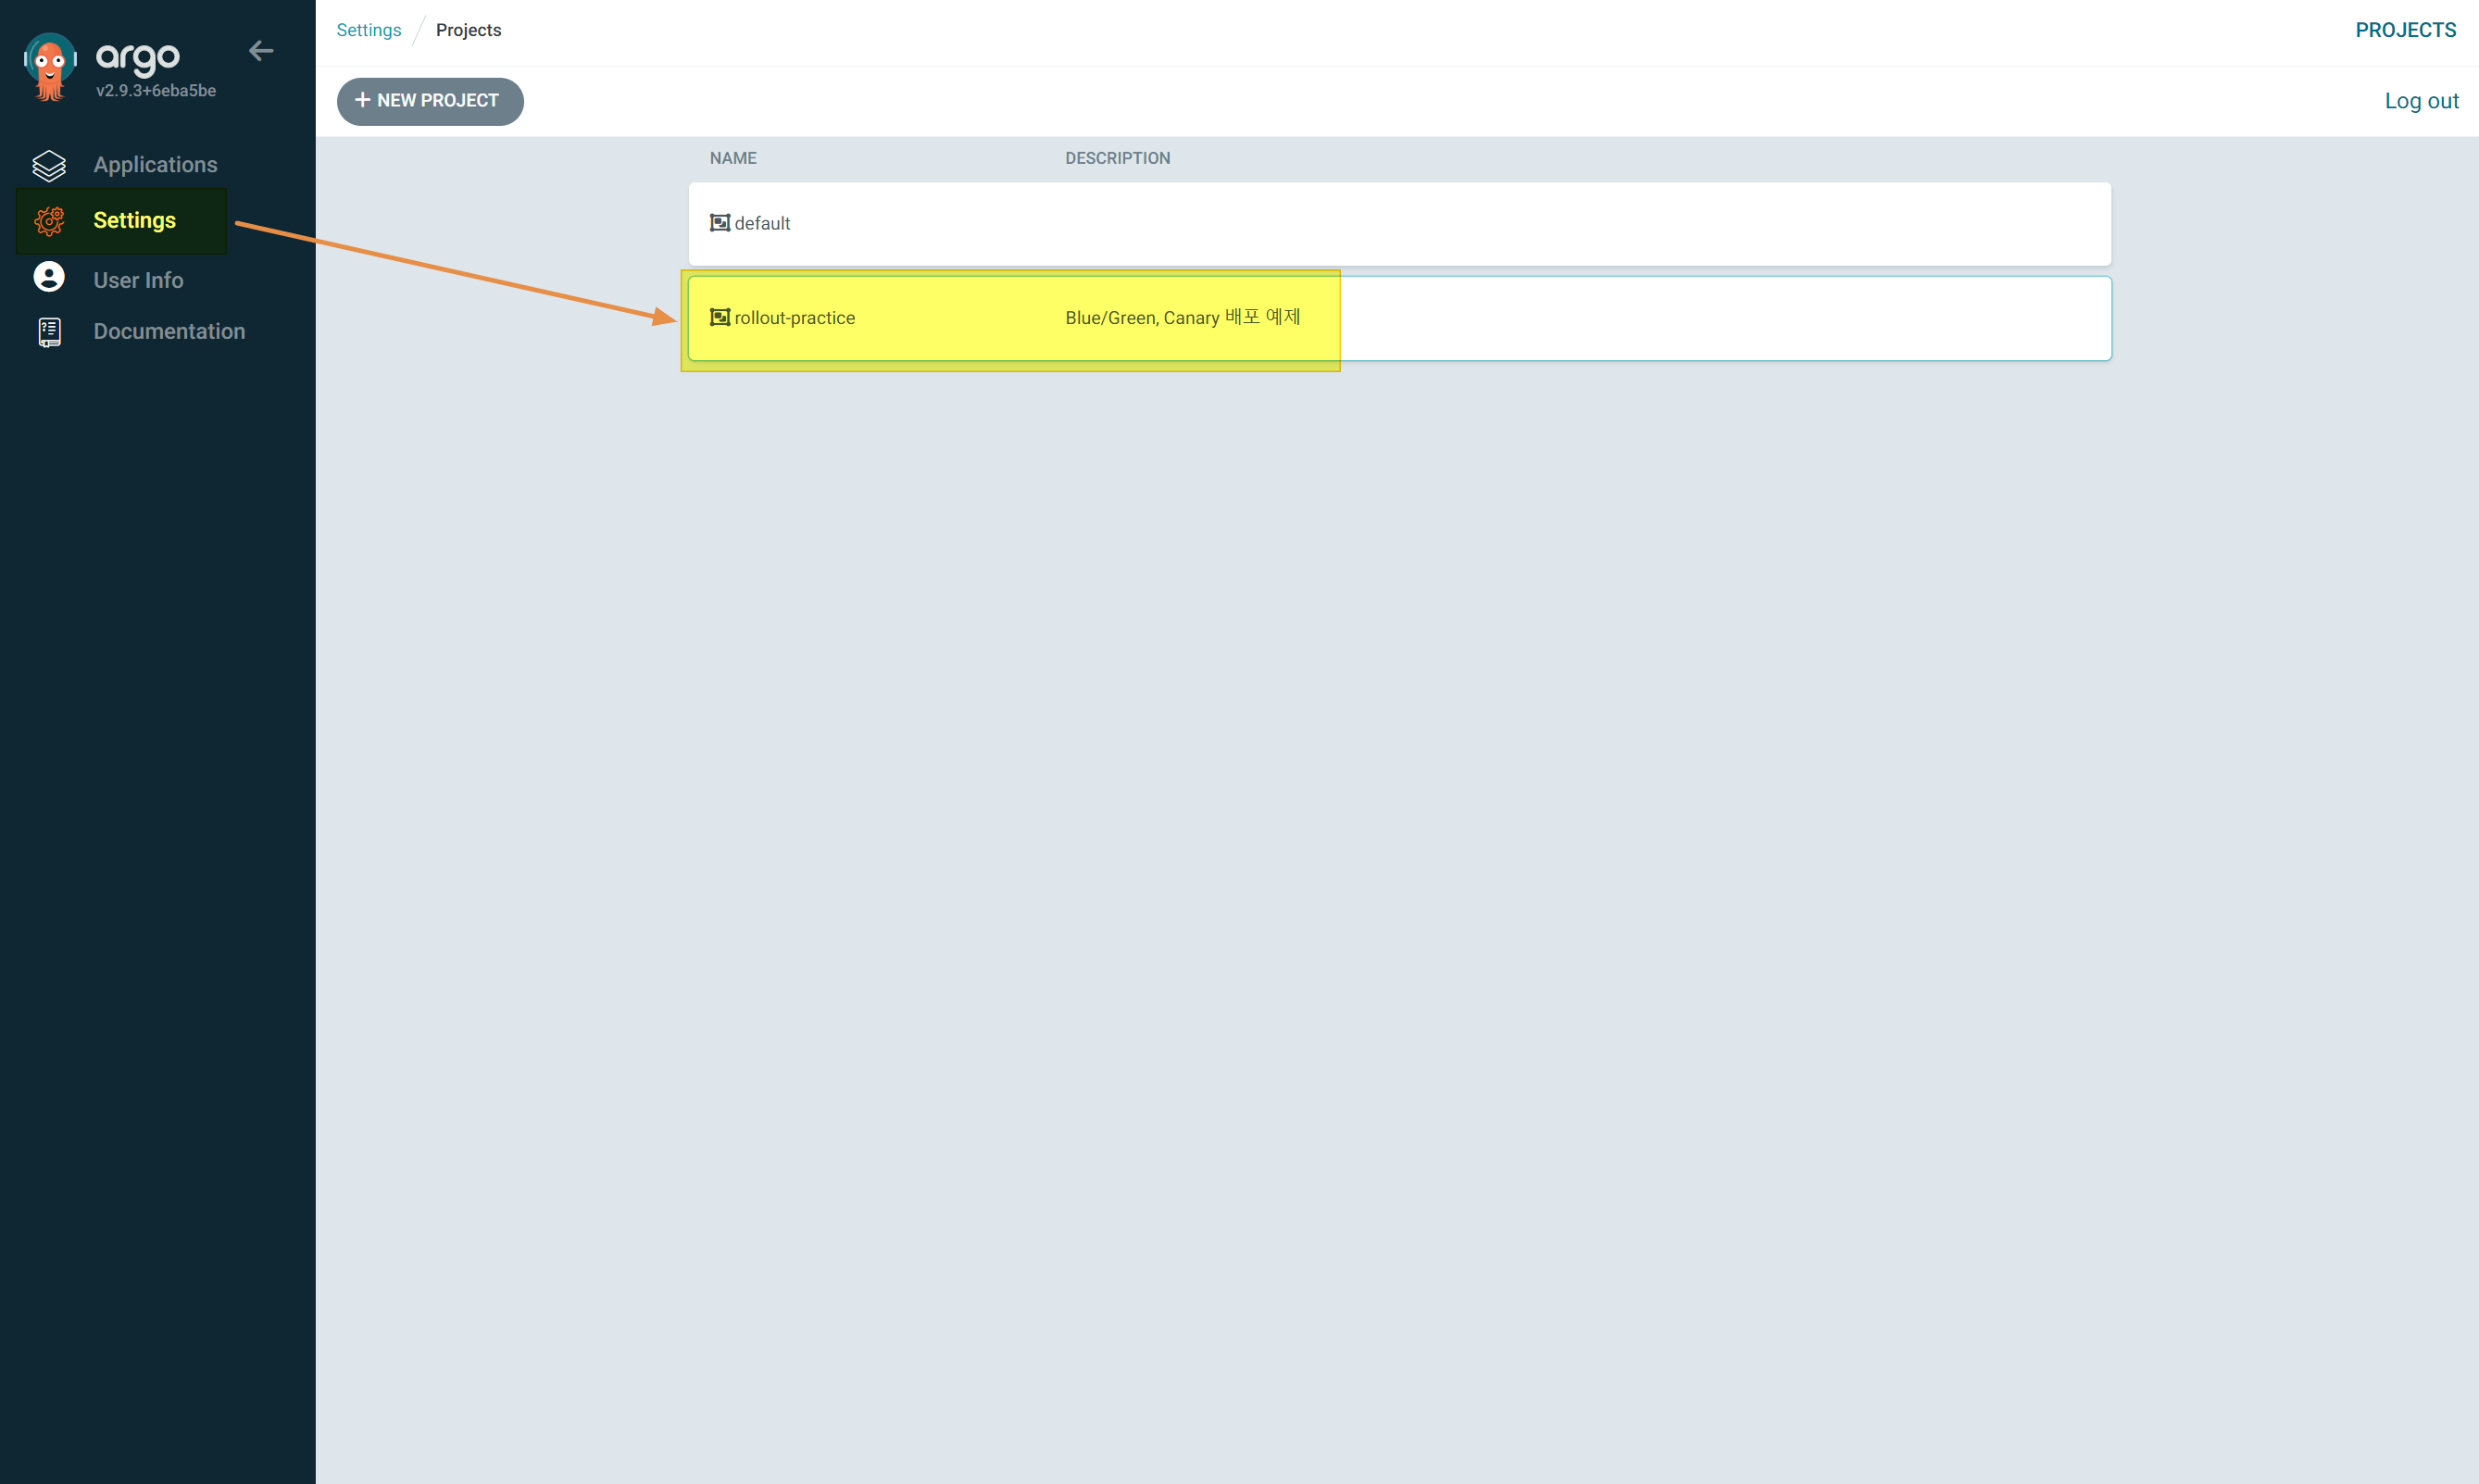 argo
v2.9.3+6eba5be
Applications
Settings
User Info
Documentation
Settings / Projects
PROJECTS
+ NEW PROJECT
Log out
NAME DESCRIPTION
default
rollout-practice Blue/Green, Canary 배포 예제